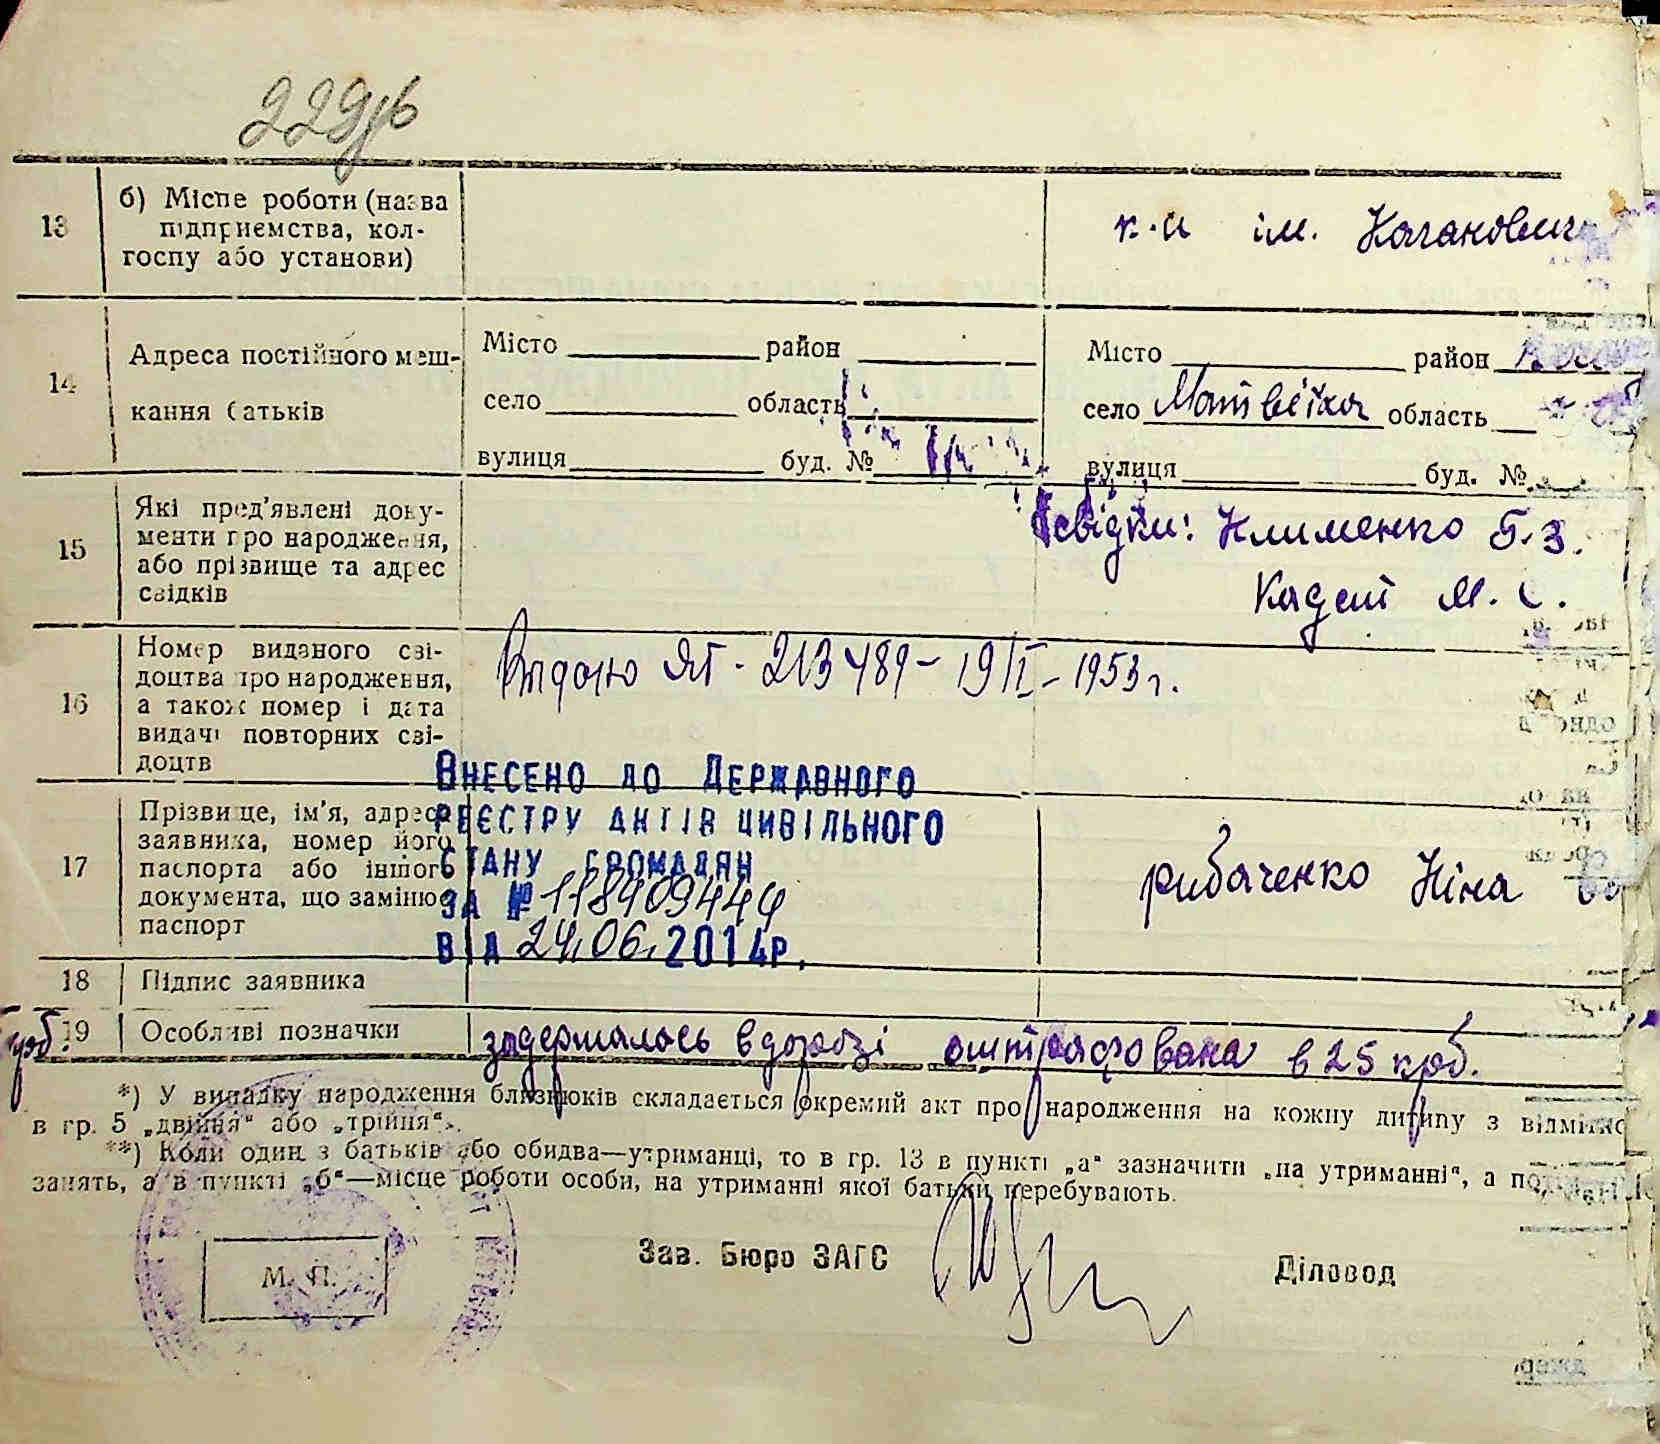 229зв
13
б) Місце роботи (назва
підприємства, кол-
госпу або установи)
к-п ім. Кагановича
14
Адреса постійного меш-
кання батьків
Місто район
село область
вулиця буд. №
Місто район
село Матвеївка область
вулиця буд. №
15
Які пред'явлені доку-
менти про народження,
або прізвище та адрес
свідків
свідки: Клименко Г.З.
Кадет М. С.
16
Номер виданого сві-
доцтва про народження,
а також номер і дата
видачі повторних сві-
доцтв
Видано ЯГ - 213489 - 19/I - 1953 г.
ВНЕСЕНО ДО ДЕРЖАВНОГО
РЕЄСТРУ АКТІВ ЦИВІЛЬНОГО
СТАНУ ГРОМАДЯН
ЗА № 1184094449
ВІД 24.06.2014р.
17
Прізвище, ім'я, адреса
заявника, номер його
паспорта або іншого
документа, що замінює
паспорт
рибаченко Ніна
18
Підпис заявника
19
Особливі позначки
задержалась в дорозі оштрафована в 25 крб.
*) У випадку народження близнюків складається окремий акт про народження на кожну дитину з відмітко
в гр. 5 „двійня“ або „трійня“.
**) Коли один з батьків або обидва—утриманці, то в гр. 13 в пункті „а“ зазначити „на утриманні“, а
занять, а в пункті „б“—місце роботи особи, на утриманні якої батьки перебувають.
М. П.
Зав. Бюро ЗАГС
Діловод